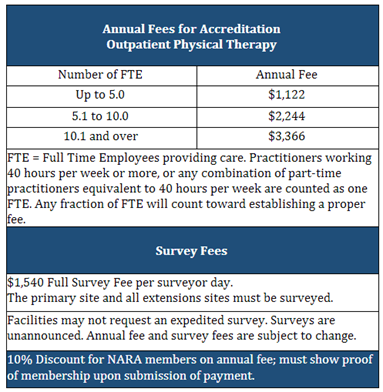 Annual Fees for Accreditation
Outpatient Physical Therapy
Number of FTE Annual Fee
Up to 5.0 $1,122
5.1 to 10.0 $2,244
10.1 and over $3,366
FTE = Full Time Employees providing care. Practitioners working
40 hours per week or more, or any combination of part-time
practitioners equivalent to 40 hours per week are counted as one
FTE. Any fraction of FTE will count toward establishing a proper
fee.
Survey Fees
$1,540 Full Survey Fee per surveyor day.
The primary site and all extensions sites must be surveyed.
Facilities may not request an expedited survey. Surveys are
unannounced. Annual fee and survey fees are subject to change.
10% Discount for NARA members on annual fee; must show proof
of membership upon submission of payment.